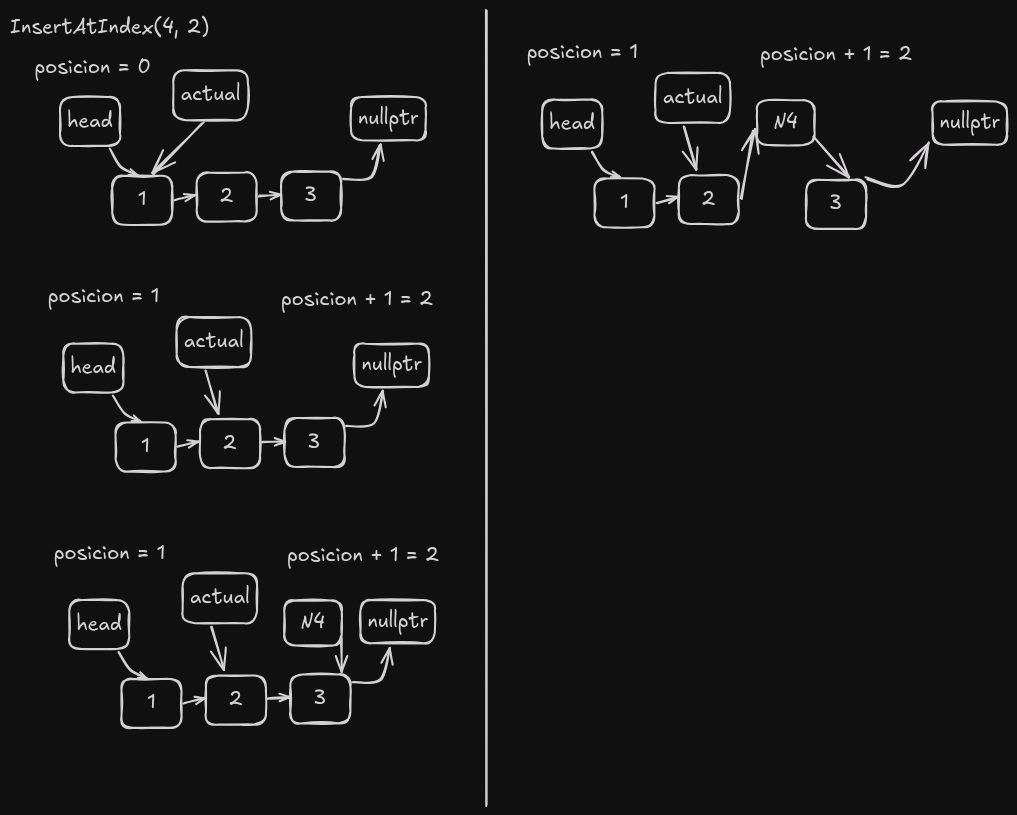 InsertAtIndex(4, 2)
posicion = 0
actual
head
nullptr
1
2
3
posicion = 1
posicion + 1 = 2
actual
head
nullptr
1
2
3
posicion = 1
posicion + 1 = 2
actual
head
N4
nullptr
1
2
3
posicion = 1
posicion + 1 = 2
actual
head
N4
nullptr
1
2
3